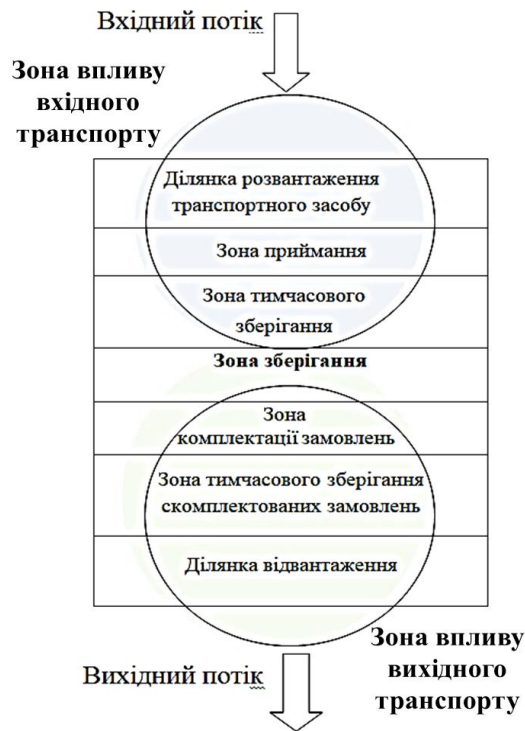 Вхідний потік
Зона впливу
вхідного
транспорту
Ділянка розвантаження
транспортного засобу
Зона приймання
Зона тимчасового
зберігання
Зона зберігання
Зона
комплектації замовлень
Зона тимчасового зберігання
скомплектованих замовлень
Ділянка відвантаження
Зона впливу
вихідного
транспорту
Вихідний потік